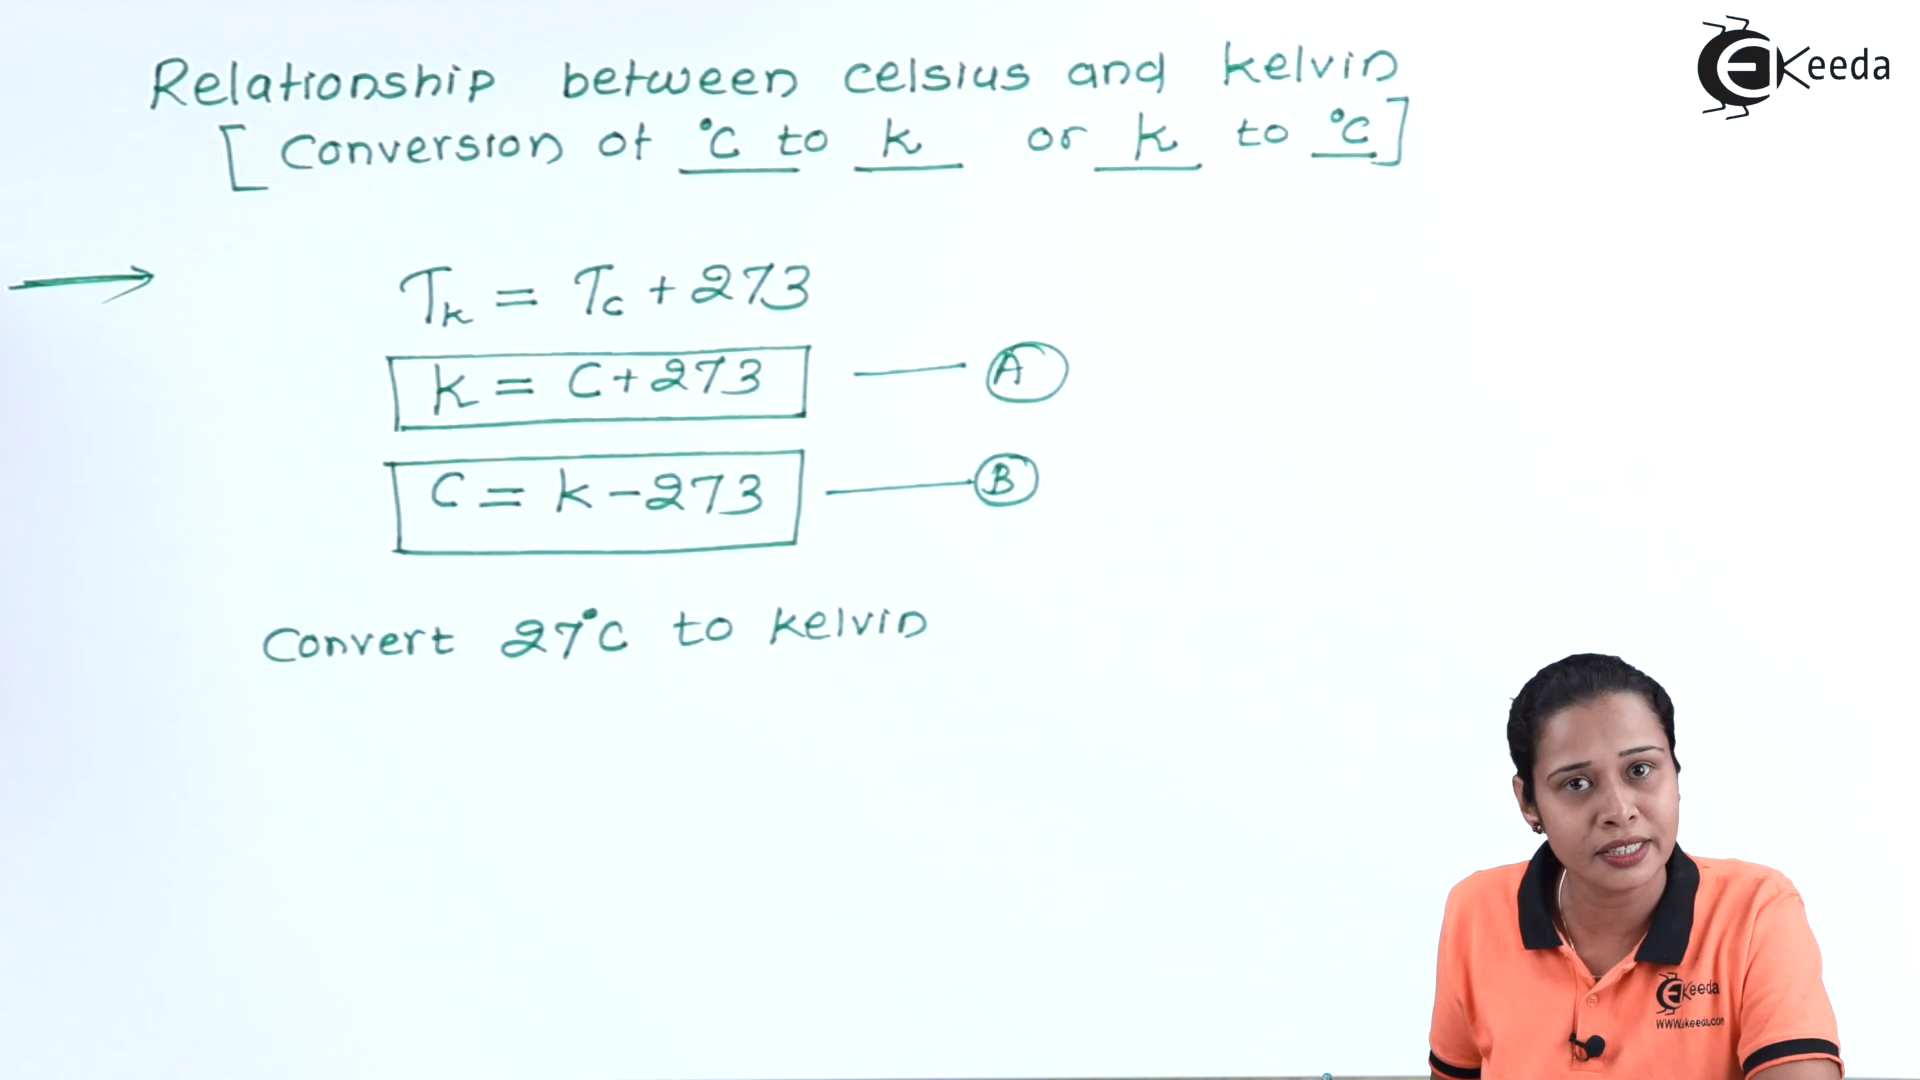 Relationship between celsius and kelvin
[Conversion of °C to k or k to °C]
Tk = Tc + 273
k = C + 273 — A
C = k - 273 — B
Convert 27°C to kelvin
EKeeda
EKeeda
www.ekeeda.com